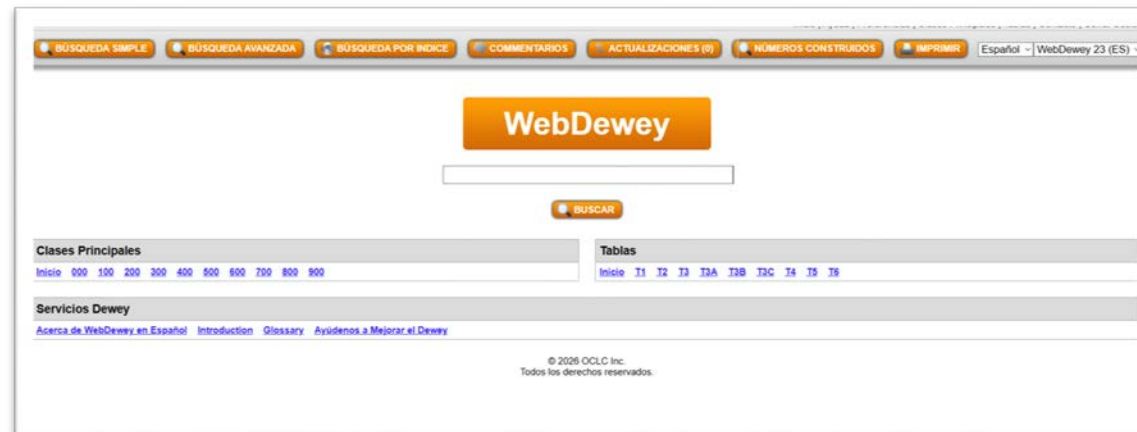 BÚSQUEDA SIMPLE BÚSQUEDA AVANZADA BÚSQUEDA POR INDICE COMMENTARIOS ACTUALIZACIONES (0) NÚMEROS CONSTRUIDOS IMPRIMIR Español WebDewey 23 (ES)
WebDewey
BUSCAR
Clases Principales Tablas
Inicio 000 100 200 300 400 500 600 700 800 900 Inicio T1 T2 T3 T3A T3B T3C T4 T5 T6
Servicios Dewey
Acerca de WebDewey en Español Introduction Glossary Ayúdenos a Mejorar el Dewey
© 2026 OCLC Inc.
Todos los derechos reservados.